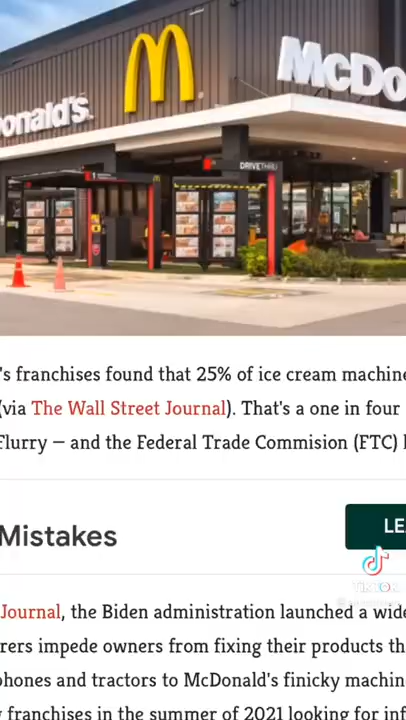 McDo
onald's
DRIVE THRU
's franchises found that 25% of ice cream machine
(via The Wall Street Journal). That's a one in four
Flurry — and the Federal Trade Commision (FTC)
Mistakes
LE
TikTok
Journal, the Biden administration launched a wide
rers impede owners from fixing their products th
phones and tractors to McDonald's finicky machin
franchises in the summer of 2021 looking for inf